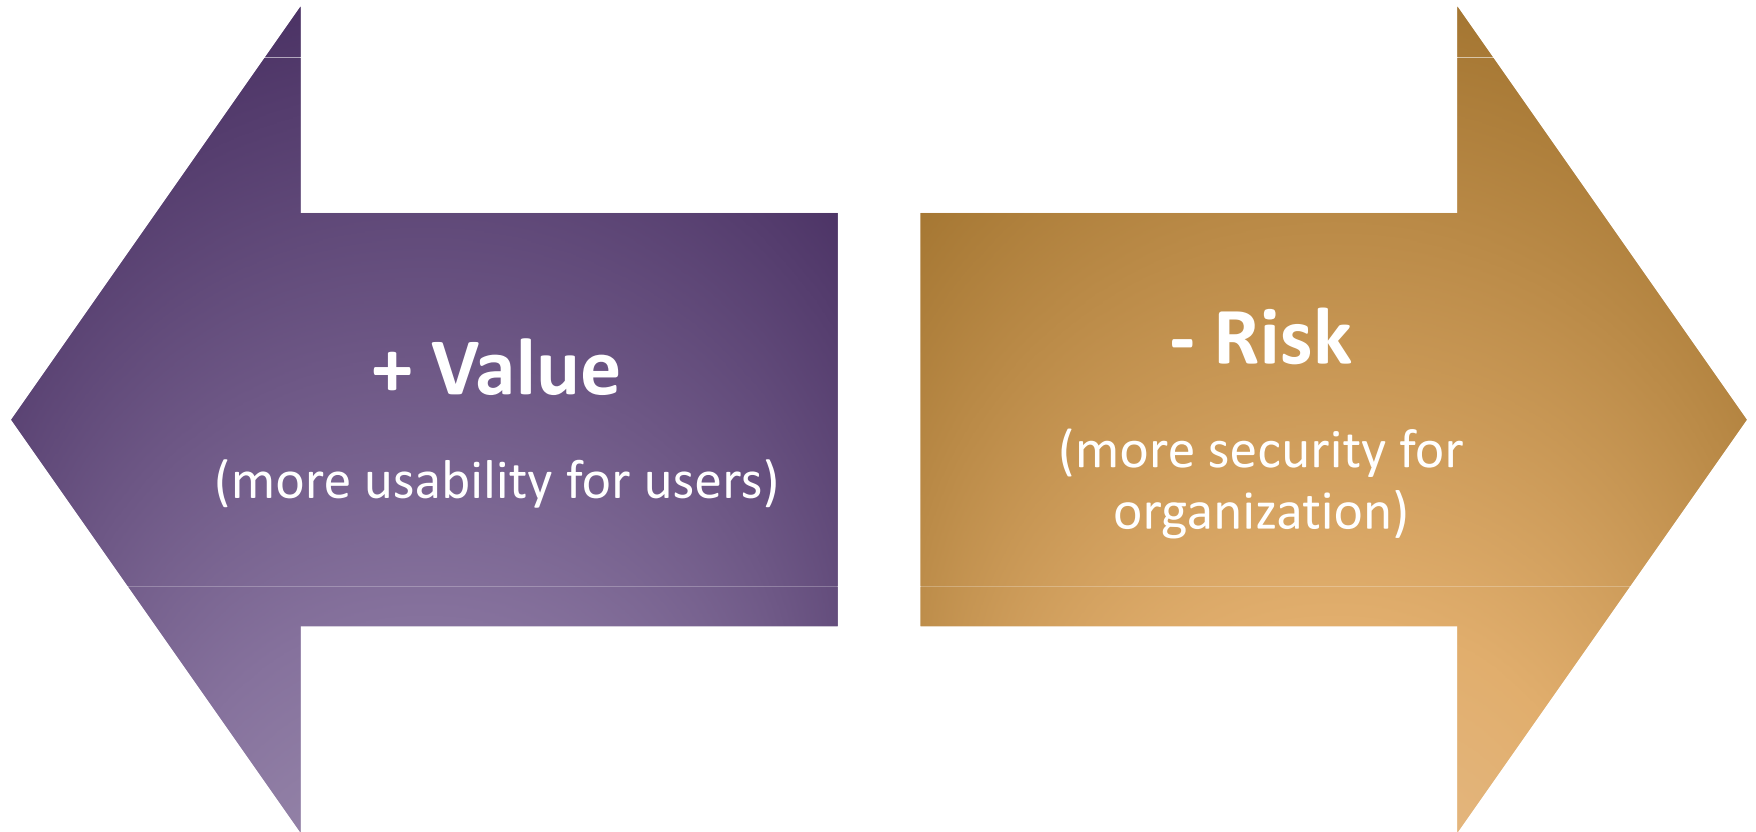 + Value
(more usability for users)
- Risk
(more security for
organization)